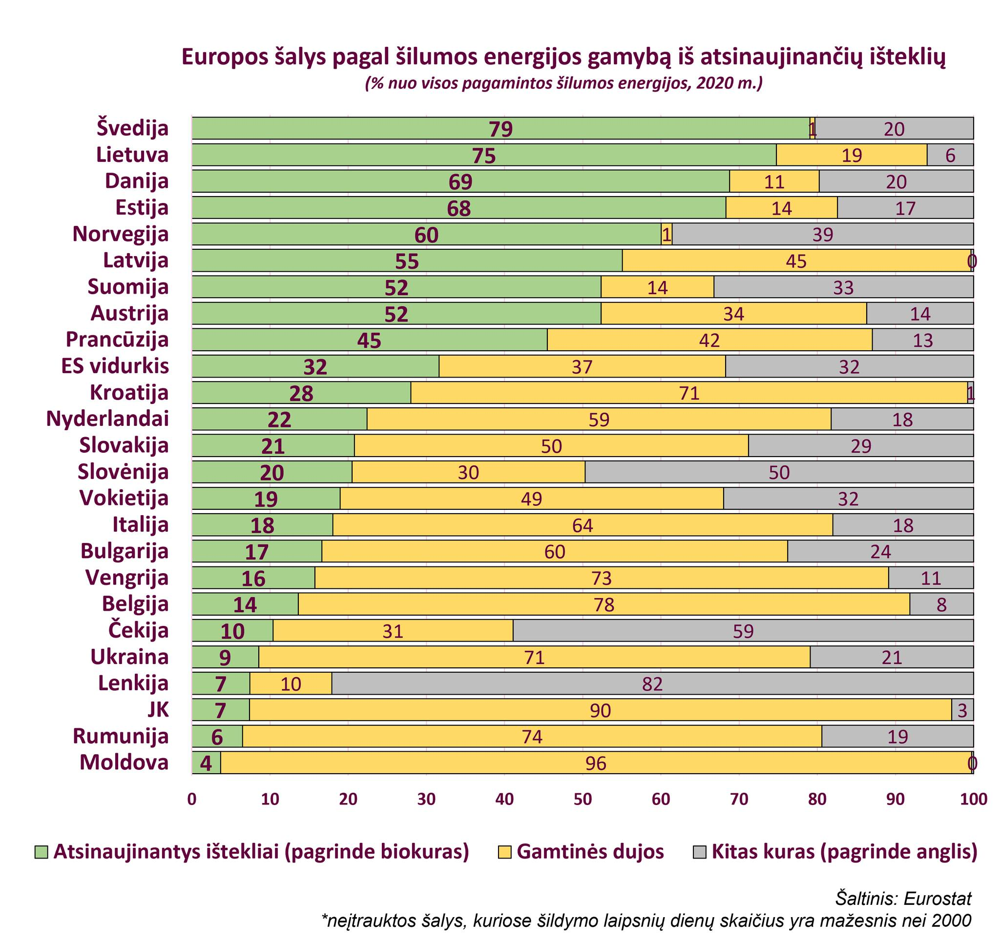 Europos šalys pagal šilumos energijos gamybą iš atsinaujinančių išteklių
(% nuo visos pagamintos šilumos energijos, 2020 m.)
Švedija 79 1 20
Lietuva 75 19 6
Danija 69 11 20
Estija 68 14 17
Norvegija 60 1 39
Latvija 55 45 0
Suomija 52 14 33
Austrija 52 34 14
Prancūzija 45 42 13
ES vidurkis 32 37 32
Kroatija 28 71 1
Nyderlandai 22 59 18
Slovakija 21 50 29
Slovėnija 20 30 50
Vokietija 19 49 32
Italija 18 64 18
Bulgarija 17 60 24
Vengrija 16 73 11
Belgija 14 78 8
Čekija 10 31 59
Ukraina 9 71 21
Lenkija 7 10 82
JK 7 90 3
Rumunija 6 74 19
Moldova 4 96 0
0 10 20 30 40 50 60 70 80 90 100
Atsinaujinantys ištekliai (pagrinde biokuras) Gamtinės dujos Kitas kuras (pagrinde anglis)
Šaltinis: Eurostat
*neįtrauktos šalys, kuriose šildymo laipsnių dienų skaičius yra mažesnis nei 2000